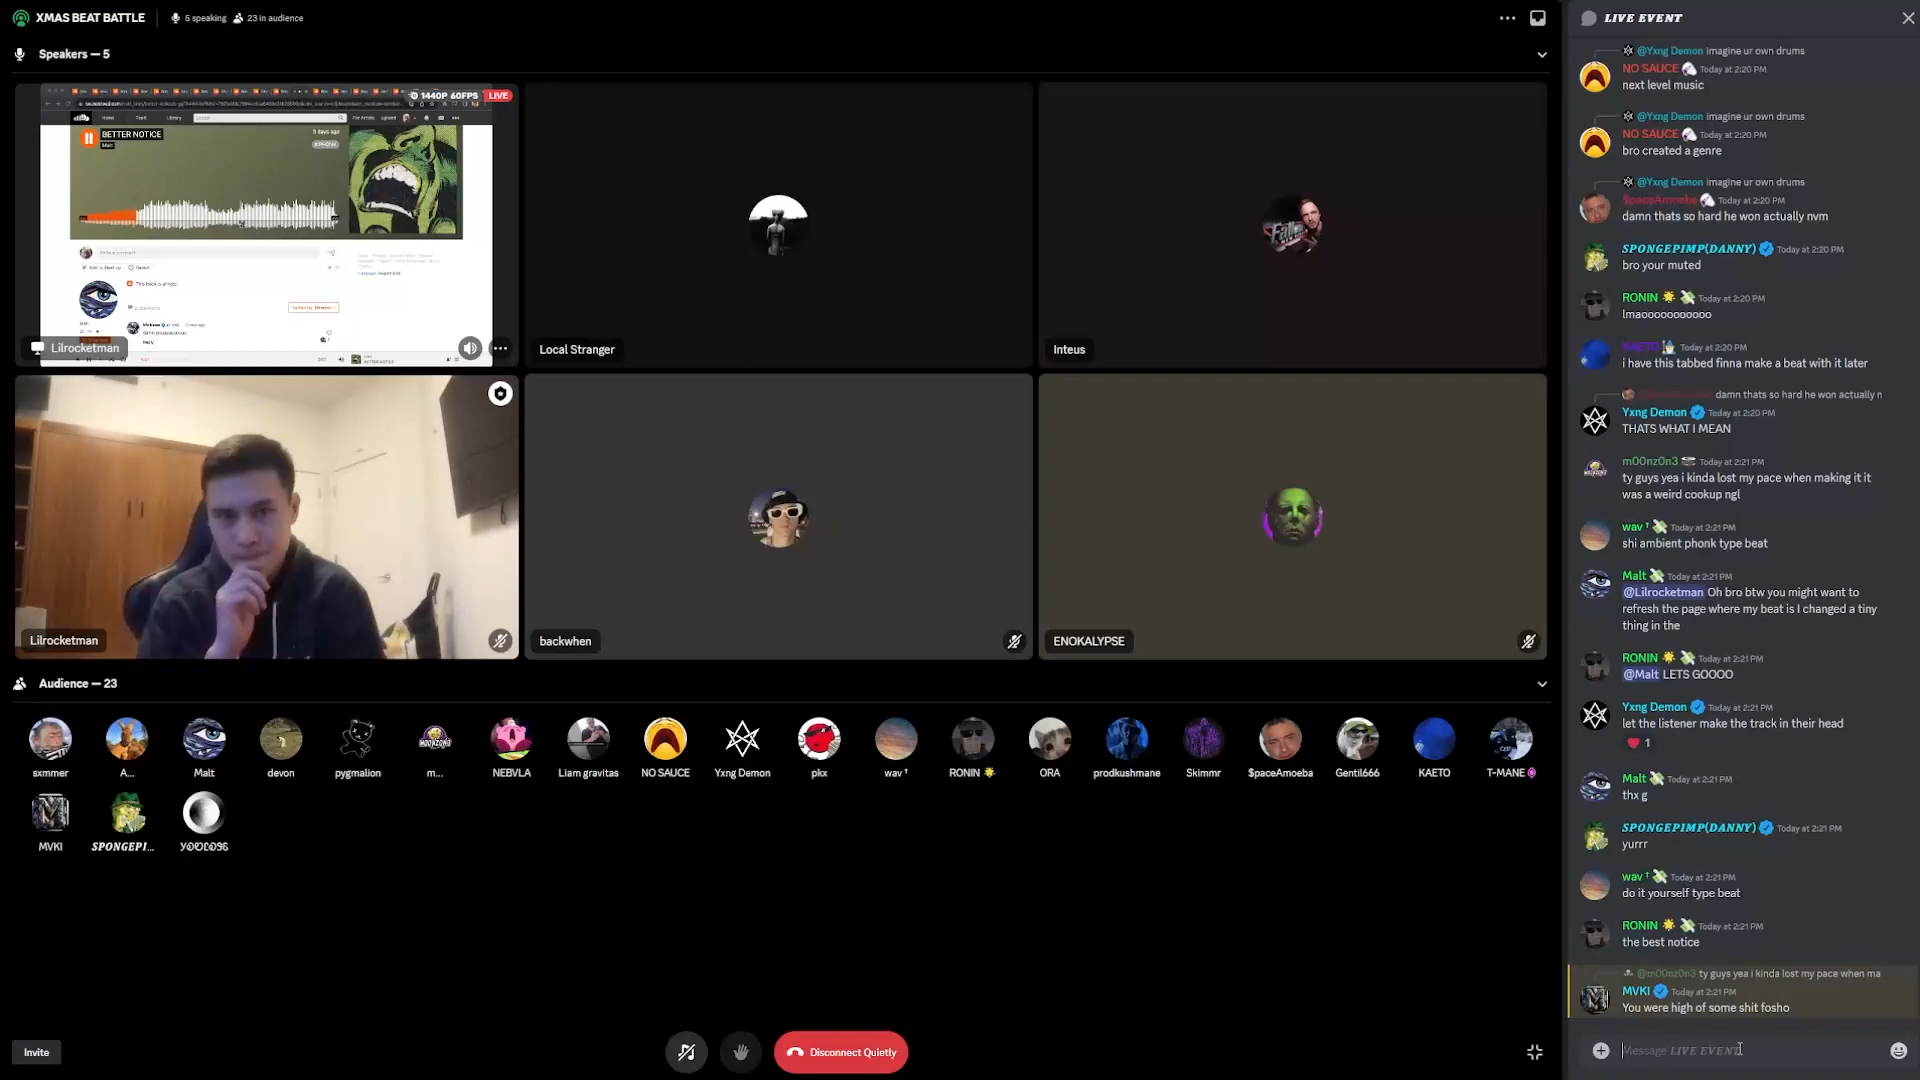 XMAS BEAT BATTLE
5 speaking
23 in audience
Speakers — 5
1440P 60FPS
LIVE
Home
Feed
Library
Search
BETTER NOTICE
Malt
5 days ago
This track is private.
Lilrocketman
Local Stranger
Inteus
Lilrocketman
backwhen
ENOKALYPSE
Audience — 23
sxmmer
A...
Malt
devon
pygmalion
m...
NEBVLA
Liam gravitas
NO SAUCE
Yxng Demon
pkx
wav †
RONIN
ORA
prodkushmane
Skimmr
$paceAmoeba
Gentil666
KAETO
T-MANE
MVKI
SPONGEPI...
Invite
Disconnect Quietly
LIVE EVENT
@Yxng Demon imagine ur own drums
NO SAUCE Today at 2:20 PM
next level music
@Yxng Demon imagine ur own drums
NO SAUCE Today at 2:20 PM
bro created a genre
@Yxng Demon imagine ur own drums
$paceAmoeba Today at 2:20 PM
damn thats so hard he won actually nvm
SPONGEPIMP(DANNY) Today at 2:20 PM
bro your muted
RONIN Today at 2:20 PM
lmaooooooooooo
KAETO Today at 2:20 PM
i have this tabbed finna make a beat with it later
damn thats so hard he won actually n
Yxng Demon Today at 2:20 PM
THATS WHAT I MEAN
m00nz0n3 Today at 2:21 PM
ty guys yea i kinda lost my pace when making it it
was a weird cookup ngl
wav † Today at 2:21 PM
shi ambient phonk type beat
Malt Today at 2:21 PM
@Lilrocketman Oh bro btw you might want to
refresh the page where my beat is I changed a tiny
thing in the
RONIN Today at 2:21 PM
@Malt LETS GOOOO
Yxng Demon Today at 2:21 PM
let the listener make the track in their head
1
Malt Today at 2:21 PM
thx g
SPONGEPIMP(DANNY) Today at 2:21 PM
yurrr
wav † Today at 2:21 PM
do it yourself type beat
RONIN Today at 2:21 PM
the best notice
@m00nz0n3 ty guys yea i kinda lost my pace when ma
MVKI Today at 2:21 PM
You were high of some shit fosho
Message LIVE EVENT